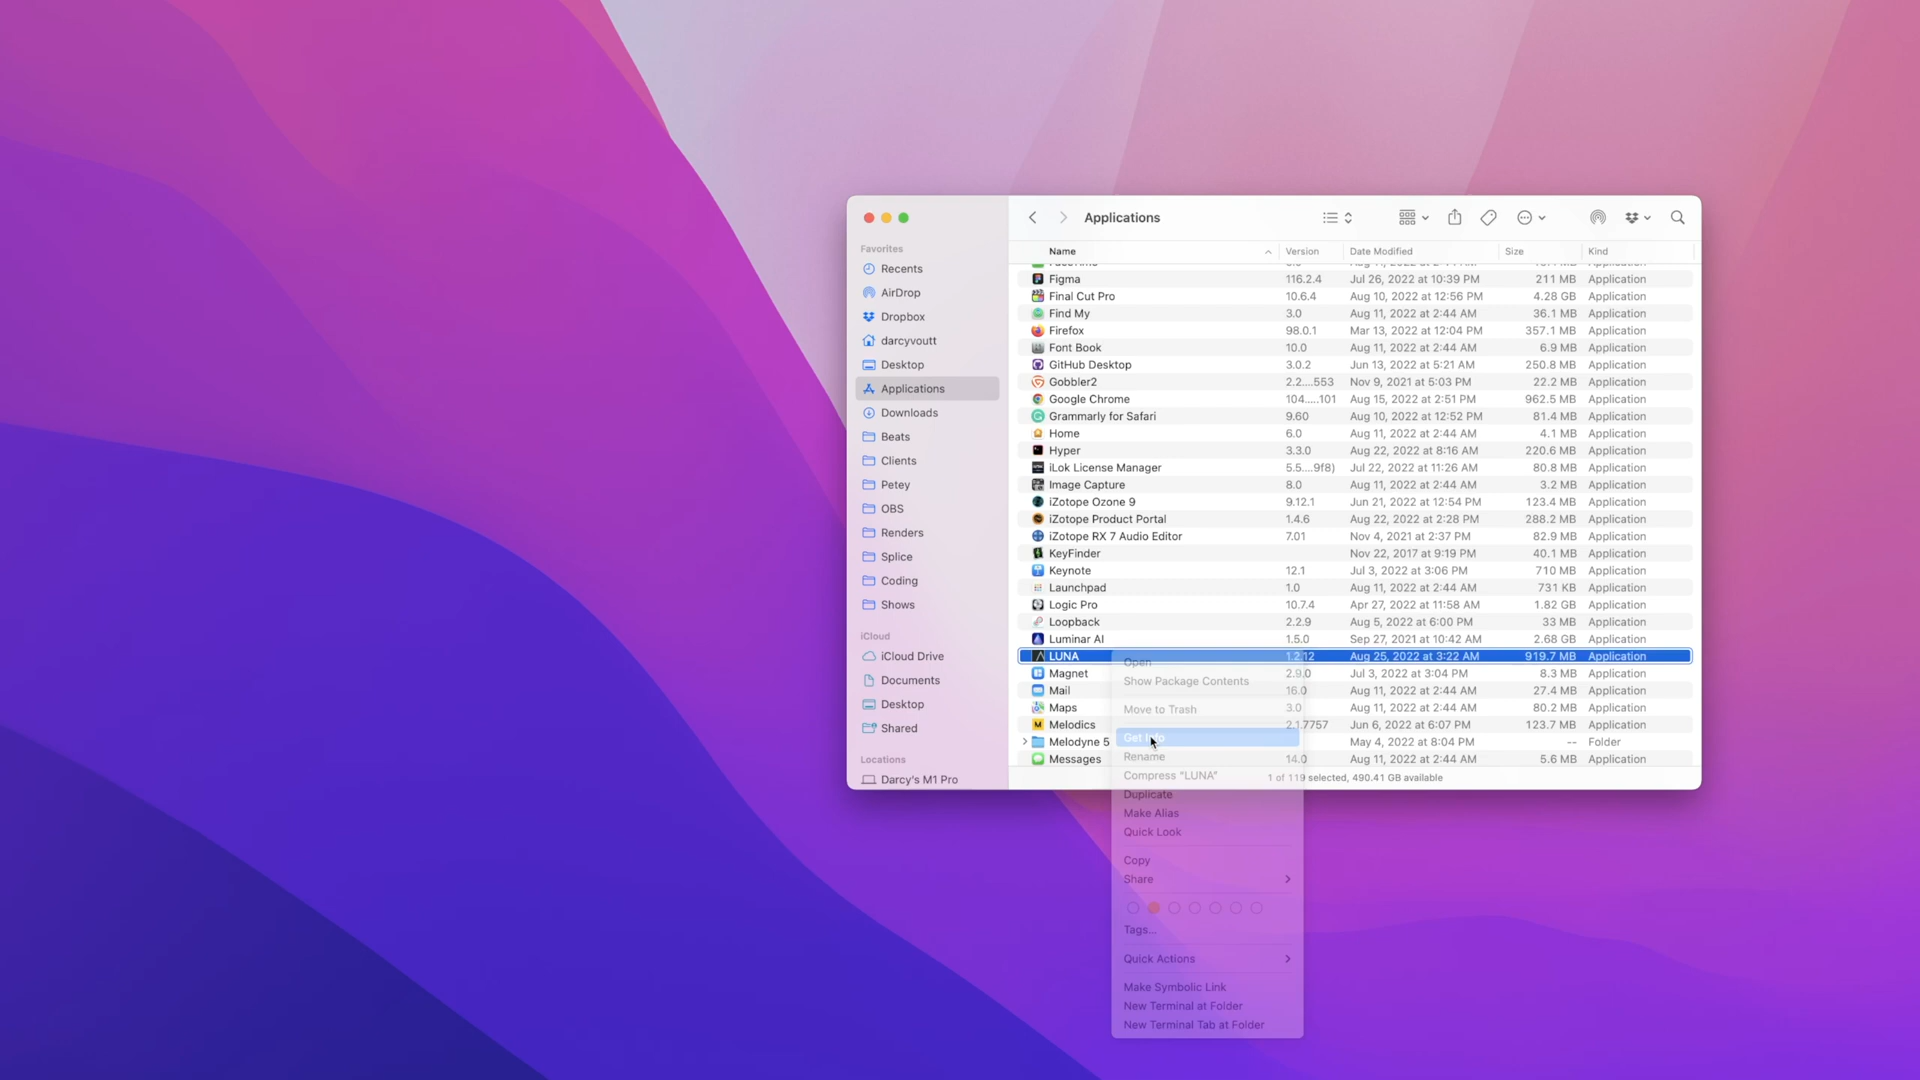 Applications
Favorites
Recents
AirDrop
Dropbox
darcyvoutt
Desktop
Applications
Downloads
Beats
Clients
Petey
OBS
Renders
Splice
Coding
Shows
iCloud
iCloud Drive
Documents
Desktop
Shared
Locations
Darcy's M1 Pro
Name Version Date Modified Size Kind
Figma 116.2.4 Jul 26, 2022 at 10:39 PM 211 MB Application
Final Cut Pro 10.6.4 Aug 10, 2022 at 12:56 PM 4.28 GB Application
Find My 3.0 Aug 11, 2022 at 2:44 AM 36.1 MB Application
Firefox 98.0.1 Mar 13, 2022 at 12:04 PM 357.1 MB Application
Font Book 10.0 Aug 11, 2022 at 2:44 AM 6.9 MB Application
GitHub Desktop 3.0.2 Jun 13, 2022 at 5:21 AM 250.8 MB Application
Gobbler2 2.2....553 Nov 9, 2021 at 5:03 PM 22.2 MB Application
Google Chrome 104.....101 Aug 15, 2022 at 2:51 PM 962.5 MB Application
Grammarly for Safari 9.60 Aug 10, 2022 at 12:52 PM 81.4 MB Application
Home 6.0 Aug 11, 2022 at 2:44 AM 4.1 MB Application
Hyper 3.3.0 Aug 22, 2022 at 8:16 AM 220.6 MB Application
iLok License Manager 5.5....9f8) Jul 22, 2022 at 11:26 AM 80.8 MB Application
Image Capture 8.0 Aug 11, 2022 at 2:44 AM 3.2 MB Application
iZotope Ozone 9 9.12.1 Jun 21, 2022 at 12:54 PM 123.4 MB Application
iZotope Product Portal 1.4.6 Aug 22, 2022 at 2:28 PM 288.2 MB Application
iZotope RX 7 Audio Editor 7.01 Nov 4, 2021 at 2:37 PM 82.9 MB Application
KeyFinder Nov 22, 2017 at 9:19 PM 40.1 MB Application
Keynote 12.1 Jul 3, 2022 at 3:06 PM 710 MB Application
Launchpad 1.0 Aug 11, 2022 at 2:44 AM 731 KB Application
Logic Pro 10.7.4 Apr 27, 2022 at 11:58 AM 1.82 GB Application
Loopback 2.2.9 Aug 5, 2022 at 6:00 PM 33 MB Application
Luminar AI 1.5.0 Sep 27, 2021 at 10:42 AM 2.68 GB Application
LUNA 1.2.12 Aug 25, 2022 at 3:22 AM 919.7 MB Application
Magnet 2.9.0 Jul 3, 2022 at 3:04 PM 8.3 MB Application
Mail 16.0 Aug 11, 2022 at 2:44 AM 27.4 MB Application
Maps 3.0 Aug 11, 2022 at 2:44 AM 80.2 MB Application
Melodics 2.1.7757 Jun 6, 2022 at 6:07 PM 123.7 MB Application
Melodyne 5 May 4, 2022 at 8:04 PM -- Folder
Messages 14.0 Aug 11, 2022 at 2:44 AM 5.6 MB Application
1 of 119 selected, 490.41 GB available
Open
Show Package Contents
Move to Trash
Get Info
Rename
Compress "LUNA"
Duplicate
Make Alias
Quick Look
Copy
Share
Tags...
Quick Actions
Make Symbolic Link
New Terminal at Folder
New Terminal Tab at Folder